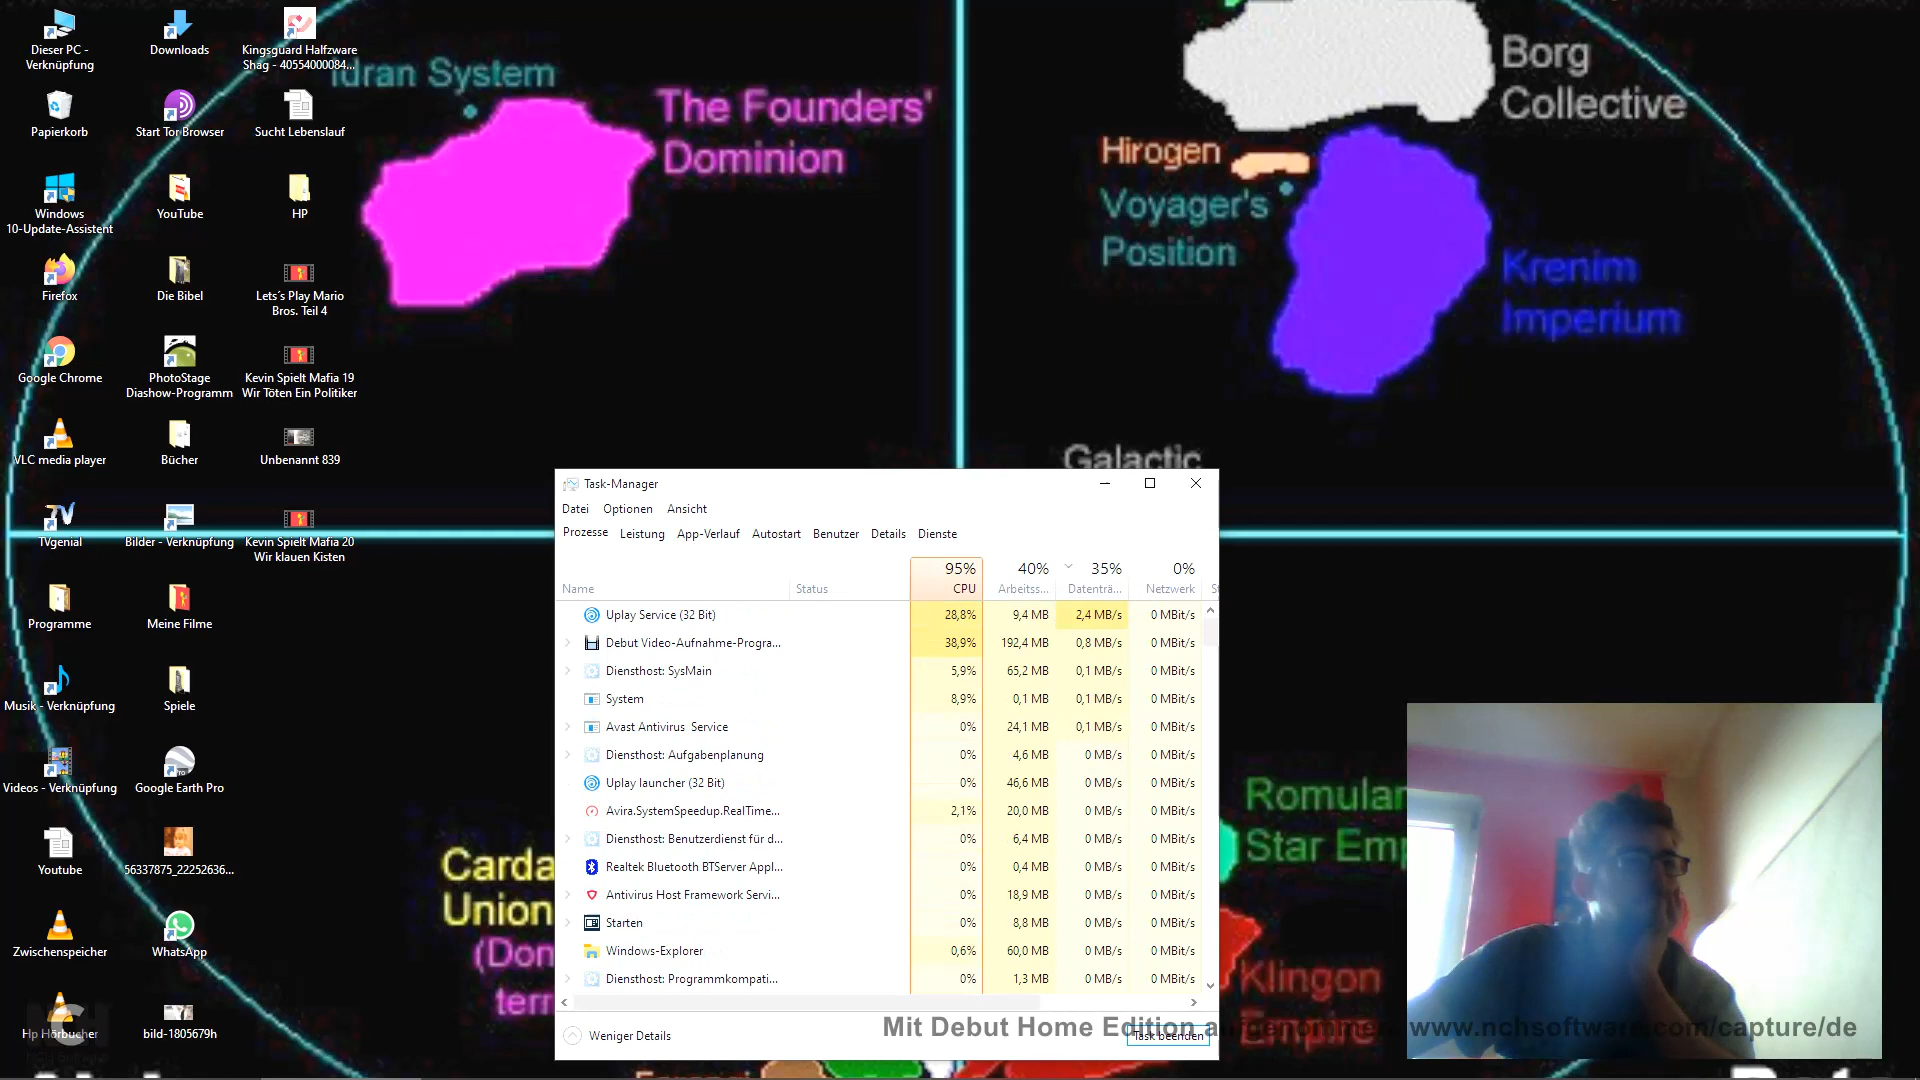 Dieser PC -
Verknüpfung
Downloads
Kingsguard Halfzware
Shag - 40554000084...
Papierkorb
Start Tor Browser
Sucht Lebenslauf
Windows
10-Update-Assistent
YouTube
HP
Firefox
Die Bibel
Lets´s Play Mario
Bros. Teil 4
Google Chrome
PhotoStage
Diashow-Programm
Kevin Spielt Mafia 19
Wir Töten Ein Politiker
VLC media player
Bücher
Unbenannt 839
TVgenial
Bilder - Verknüpfung
Kevin Spielt Mafia 20
Wir klauen Kisten
Programme
Meine Filme
Musik - Verknüpfung
Spiele
Videos - Verknüpfung
Google Earth Pro
Youtube
56337875_22252636...
Zwischenspeicher
WhatsApp
Hp Hörbucher
bild-1805679h
System
The Founders'
Dominion
Borg
Collective
Hirogen
Voyager's
Position
Krenim
Imperium
Galactic
Task-Manager
Datei Optionen Ansicht
Prozesse Leistung App-Verlauf Autostart Benutzer Details Dienste
95% 40% 35% 0%
Name Status CPU Arbeitss... Datenträ... Netzwerk
Uplay Service (32 Bit) 28,8% 9,4 MB 2,4 MB/s 0 MBit/s
Debut Video-Aufnahme-Progra... 38,9% 192,4 MB 0,8 MB/s 0 MBit/s
Diensthost: SysMain 5,9% 65,2 MB 0,1 MB/s 0 MBit/s
System 8,9% 0,1 MB 0,1 MB/s 0 MBit/s
Avast Antivirus Service 0% 24,1 MB 0,1 MB/s 0 MBit/s
Diensthost: Aufgabenplanung 0% 4,6 MB 0 MB/s 0 MBit/s
Uplay launcher (32 Bit) 0% 46,6 MB 0 MB/s 0 MBit/s
Avira.SystemSpeedup.RealTime... 2,1% 20,0 MB 0 MB/s 0 MBit/s
Diensthost: Benutzerdienst für d... 0% 6,4 MB 0 MB/s 0 MBit/s
Realtek Bluetooth BTServer Appl... 0% 0,4 MB 0 MB/s 0 MBit/s
Antivirus Host Framework Servi... 0% 18,9 MB 0 MB/s 0 MBit/s
Starten 0% 8,8 MB 0 MB/s 0 MBit/s
Windows-Explorer 0,6% 60,0 MB 0 MB/s 0 MBit/s
Diensthost: Programmkompati... 0% 1,3 MB 0 MB/s 0 MBit/s
Weniger Details
Task beenden
Romular
Star Emp
Carda
Union
(Don
terr
Klingon
Empire
Mit Debut Home Edition aufgenommen www.nchsoftware.com/capture/de